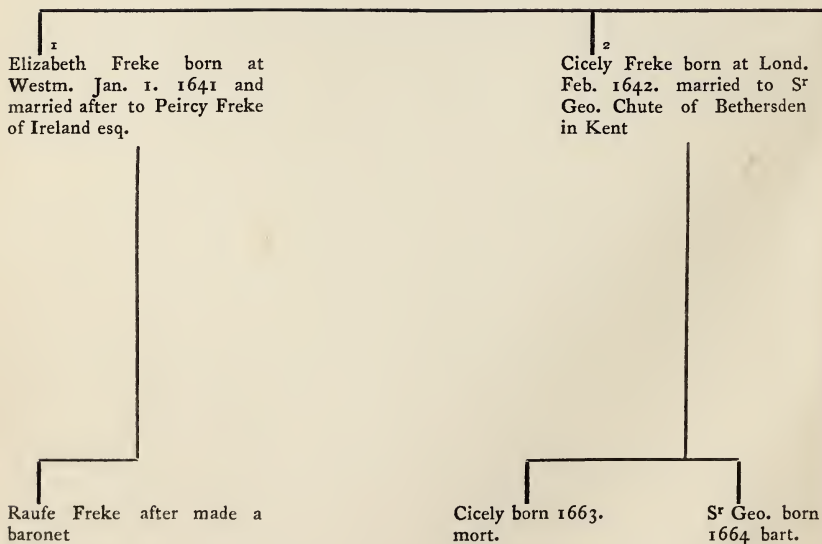 1
Elizabeth Freke born at
Westm. Jan. 1. 1641 and
married after to Peircy Freke
of Ireland esq.
2
Cicely Freke born at Lond.
Feb. 1642. married to Sr
Geo. Chute of Bethersden
in Kent
Raufe Freke after made a
baronet
Cicely born 1663.
mort.
Sr Geo. born
1664 bart.